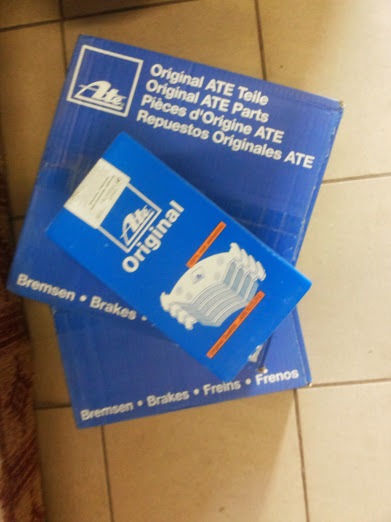 Ate
Original ATE Teile
Original ATE Parts
Pièces d'Origine ATE
Repuestos Originales ATE
Ate
Original
Bremsen • Brakes •
Bremsen • Brakes • Freins • Frenos